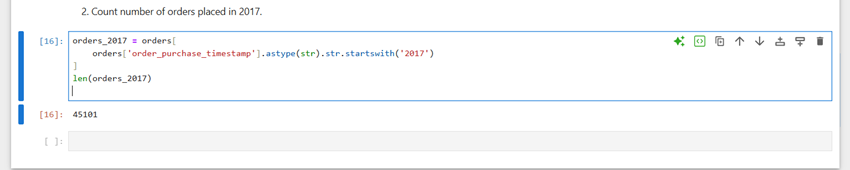 2. Count number of orders placed in 2017.
[16]: orders_2017 = orders[
orders['order_purchase_timestamp'].astype(str).str.startswith('2017')
]
len(orders_2017)
[16]: 45101
[ ]: